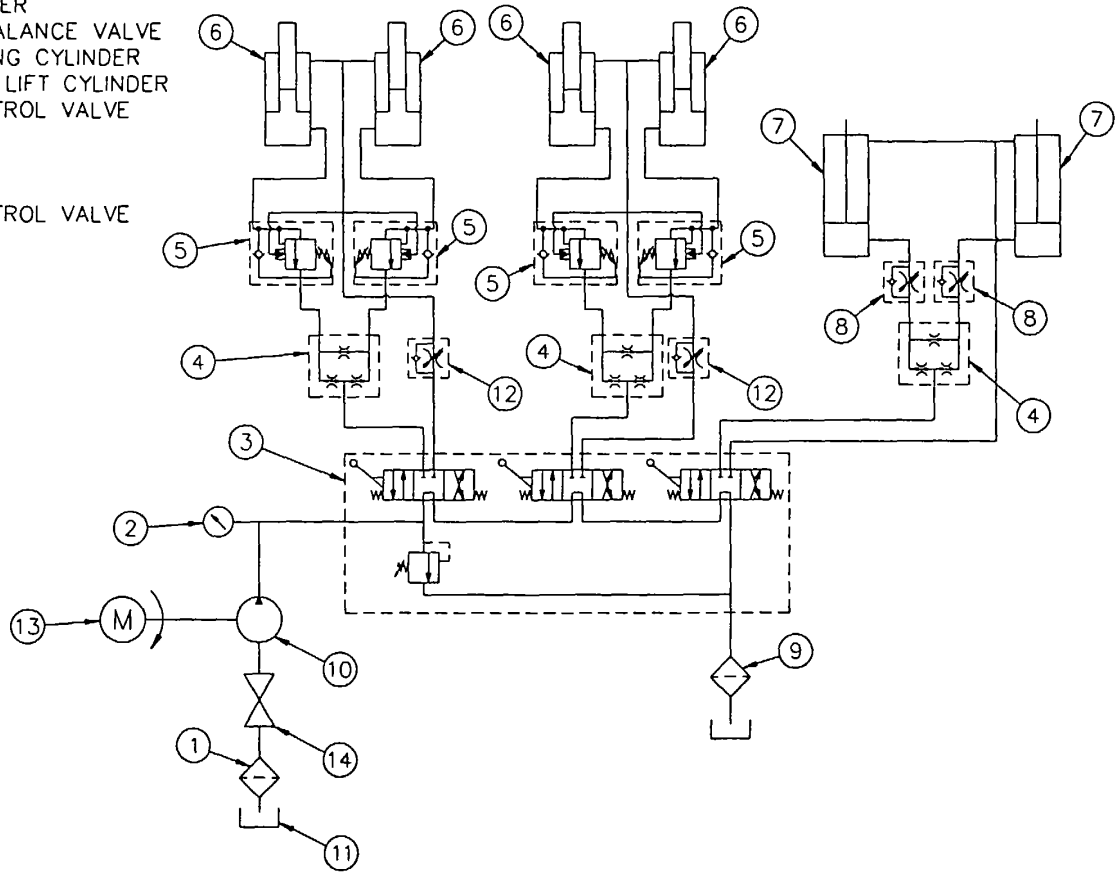 ALANCE VALVE
NG CYLINDER
LIFT CYLINDER
TROL VALVE
TROL VALVE
6 6 6 6
7 7
5 5 5 5
8 8
4 12 4 12 4
3
2
13 M 10 9
1 14
11